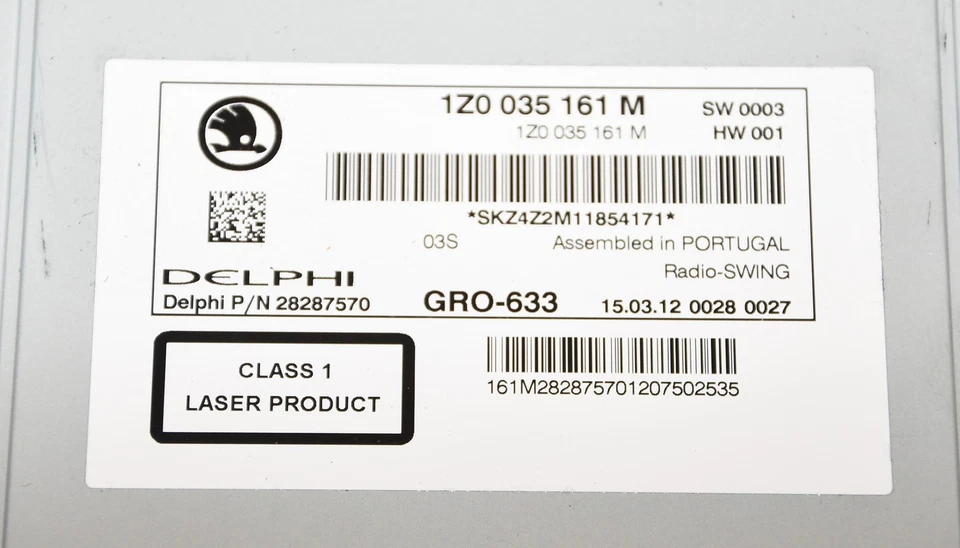 1Z0 035 161 M SW 0003
1Z0 035 161 M HW 001
*SKZ4Z2M11854171*
03S Assembled in PORTUGAL
Radio-SWING
DELPHI
Delphi P/N 28287570 GRO-633 15.03.12 0028 0027
CLASS 1
LASER PRODUCT
161M282875701207502535